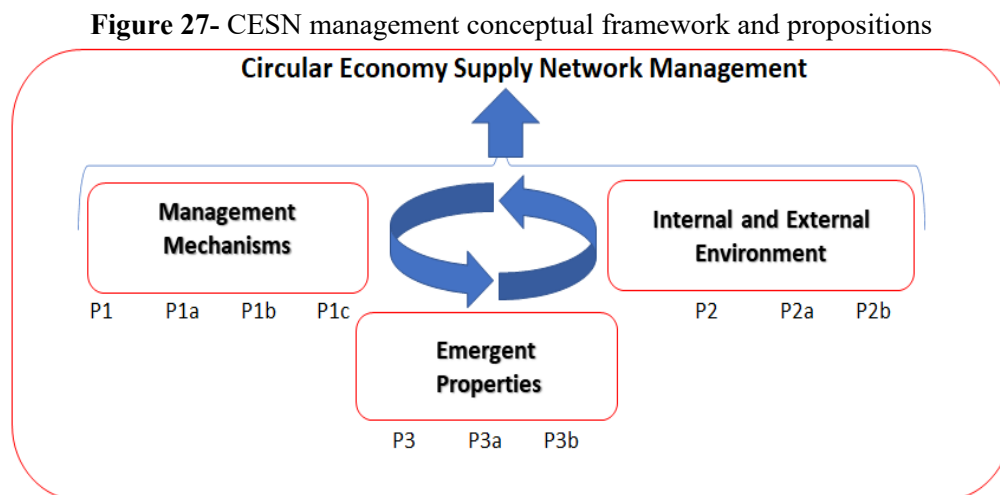 Figure 27- CESN management conceptual framework and propositions
Circular Economy Supply Network Management
Management
Mechanisms
Internal and External
Environment
P1 P1a P1b P1c
P2 P2a P2b
Emergent
Properties
P3 P3a P3b